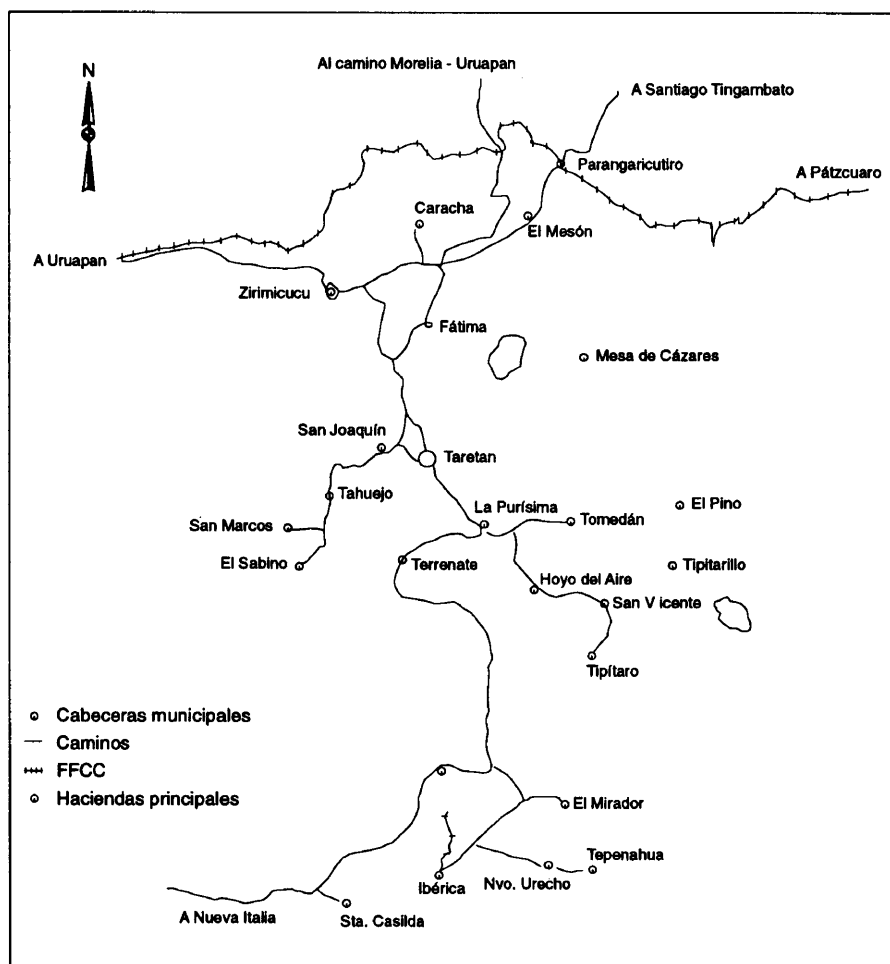 Al camino Morelia - Uruapan
N
A Santiago Tingambato
Parangaricutiro
A Pátzcuaro
Caracha
El Mesón
A Uruapan
Zirimicucu
Fátima
Mesa de Cázares
San Joaquín
Taretan
Tahuejo
La Purísima
El Pino
San Marcos
Tomedán
El Sabino
Terrenate
Tipitarillo
Hoyo del Aire
San V icente
Tipítaro
Cabeceras municipales
Caminos
FFCC
Haciendas principales
El Mirador
Tepenahua
Ibérica
Nvo. Urecho
A Nueva Italia
Sta. Casilda